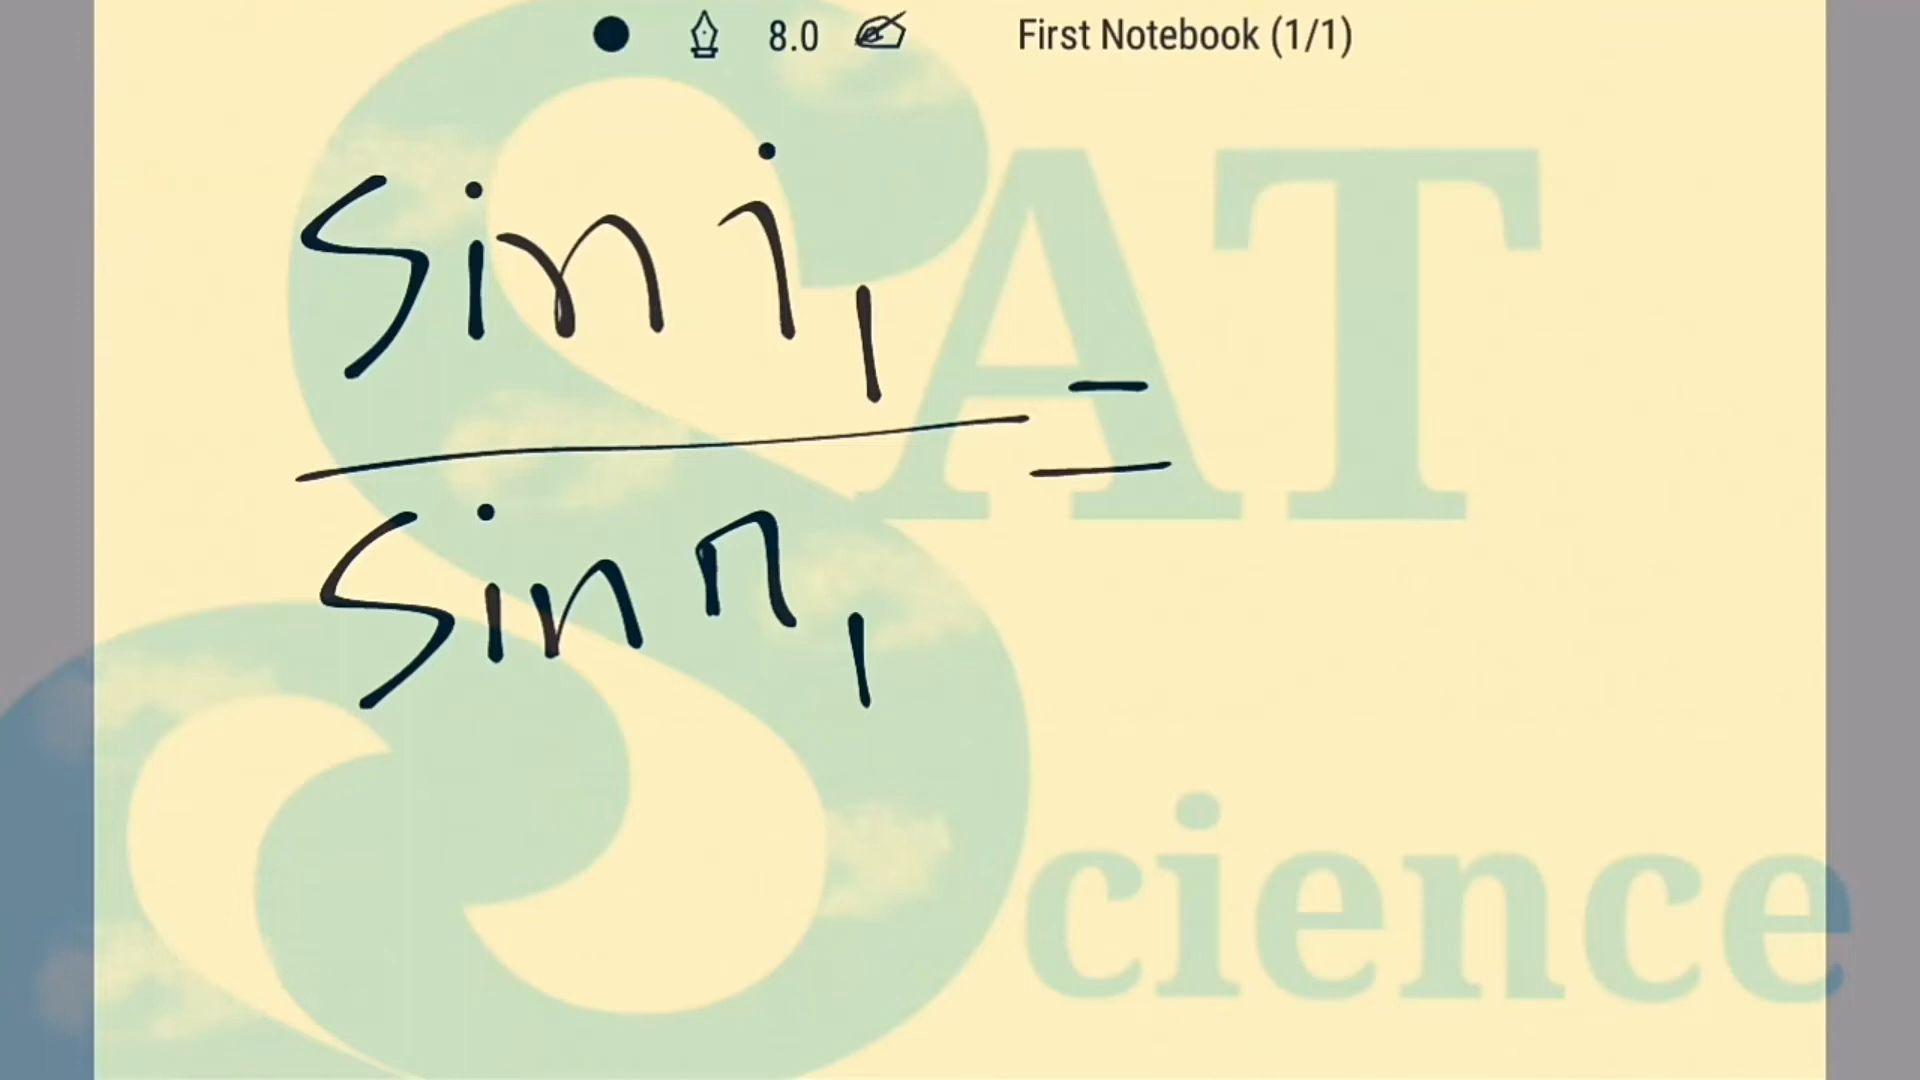 8.0 First Notebook (1/1)
SAT
Science
sin i₁
=
sin r₁